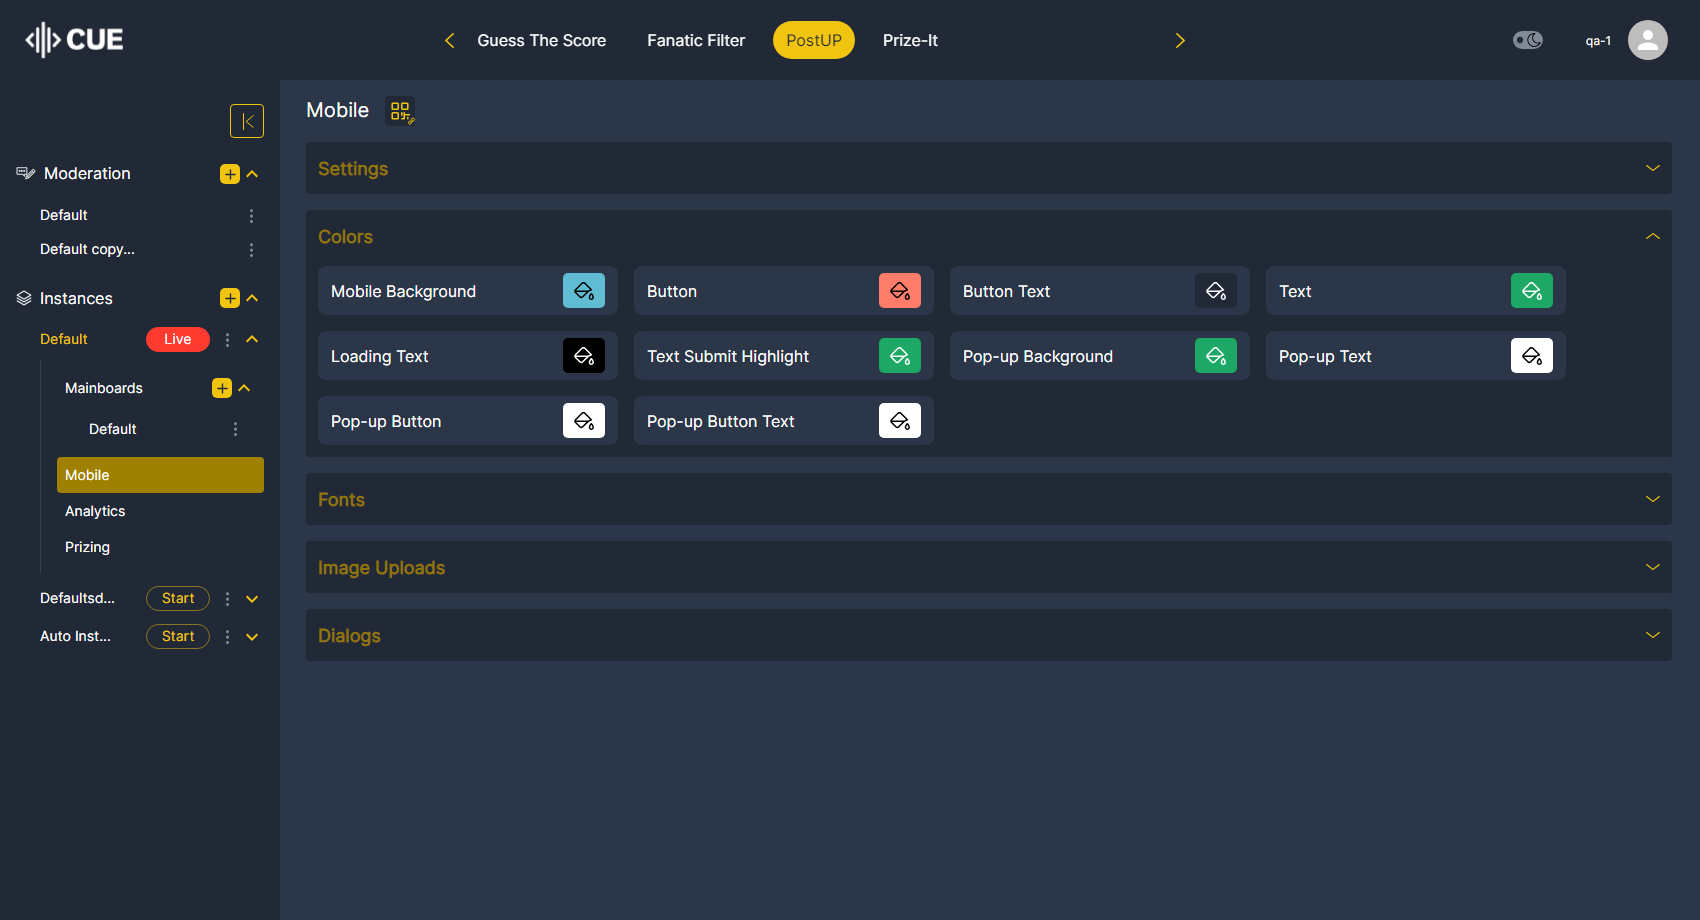 CUE
Guess The Score
Fanatic Filter
PostUP
Prize-It
qa-1
Moderation
Default
Default copy...
Instances
Default
Live
Mainboards
Default
Mobile
Analytics
Prizing
Defaultsd...
Start
Auto Inst...
Start
Mobile
Settings
Colors
Mobile Background
Button
Button Text
Text
Loading Text
Text Submit Highlight
Pop-up Background
Pop-up Text
Pop-up Button
Pop-up Button Text
Fonts
Image Uploads
Dialogs